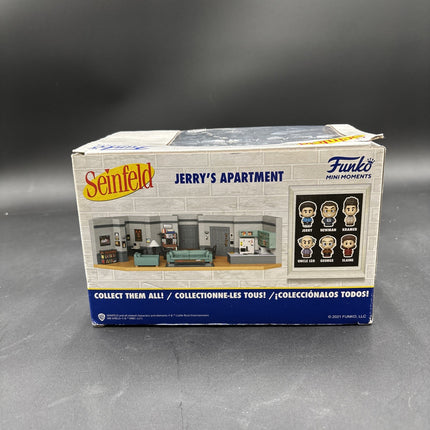 Seinfeld
JERRY'S APARTMENT
Funko
MINI MOMENTS
JERRY NEWMAN KRAMER
UNCLE LEO GEORGE ELAINE
COLLECT THEM ALL! / COLLECTIONNE-LES TOUS! / ¡COLECCIÓNALOS TODOS!
© 2021 FUNKO, LLC